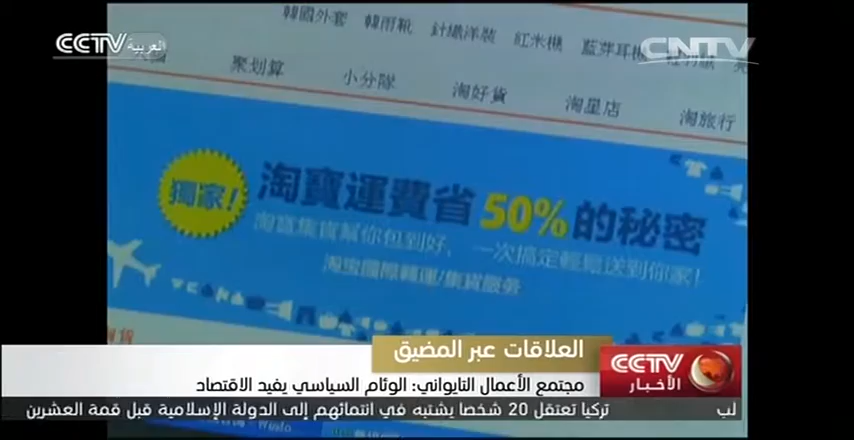 CCTV العربية
CNTV
韓國外套 韓雨靴 針織洋裝 紅米機 藍芽耳機
聚划算 小分隊 淘好貨 淘星店 淘旅行
獨家!
淘寶運費省50%的秘密
淘寶集貨幫你包到好、一次搞定輕鬆送到你家!
淘寶國際轉運/集貨服務
العلاقات عبر المضيق
مجتمع الأعمال التايواني: الوئام السياسي يفيد الاقتصاد
CCTV الأخبار
لب تركيا تعتقل 20 شخصا يشتبه في انتمائهم إلى الدولة الإسلامية قبل قمة العشرين